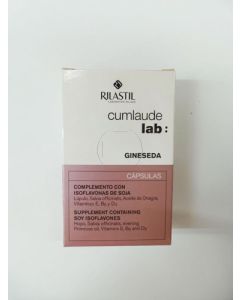 RILASTIL
cumlaude
lab:
GINESEDA
CÁPSULAS
COMPLEMENTO CON
ISOFLAVONAS DE SOJA
Lúpulo, Salvia officinalis, Aceite de Onagra,
Vitaminas E, B₆ y D₃
SUPPLEMENT CONTAINING
SOY ISOFLAVONES
Hops, Salvia officinalis, evening
Primrose oil, Vitamins E, B₆ and D₃